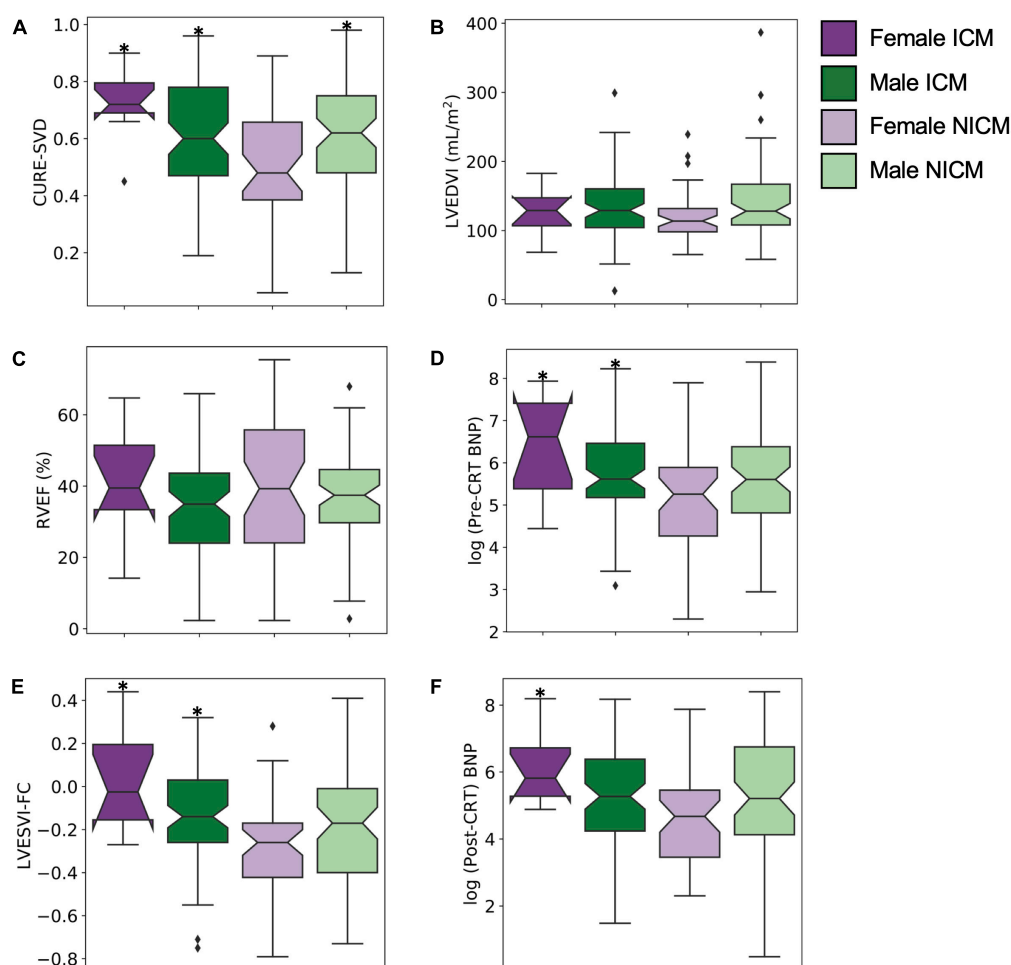 A
CURE-SVD
1.0
0.8
0.6
0.4
0.2
*
*
*
B
LVEDVI (mL/m²)
400
300
200
100
0
Female ICM
Male ICM
Female NICM
Male NICM
C
RVEF (%)
60
40
20
0
D
log (Pre-CRT BNP)
8
7
6
5
4
3
2
*
*
E
LVESVI-FC
0.4
0.2
0.0
−0.2
−0.4
−0.6
−0.8
*
*
F
log (Post-CRT) BNP
8
6
4
2
*